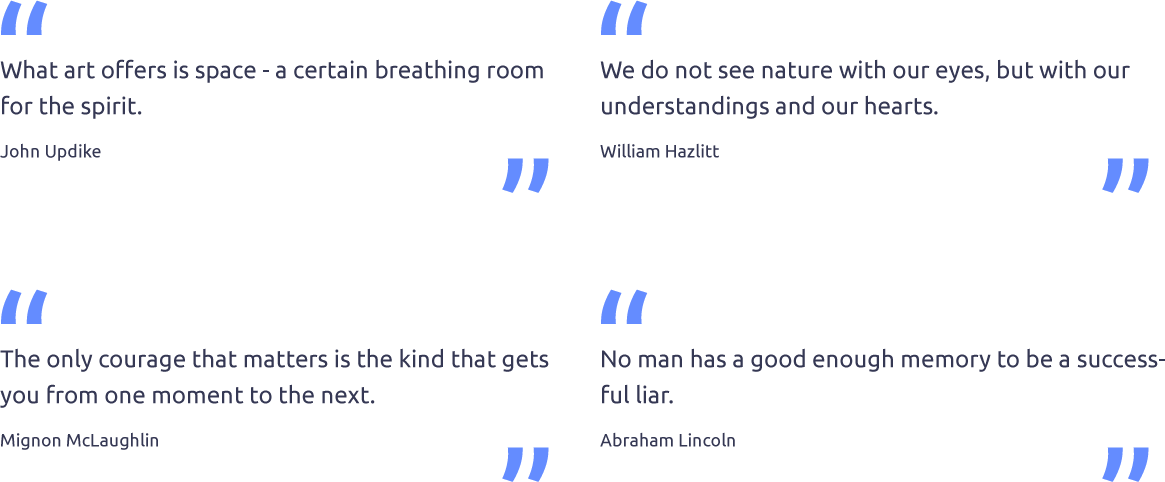 “
What art offers is space - a certain breathing room
for the spirit.
John Updike
”
“
We do not see nature with our eyes, but with our
understandings and our hearts.
William Hazlitt
”
“
The only courage that matters is the kind that gets
you from one moment to the next.
Mignon McLaughlin
”
“
No man has a good enough memory to be a success-
ful liar.
Abraham Lincoln
”